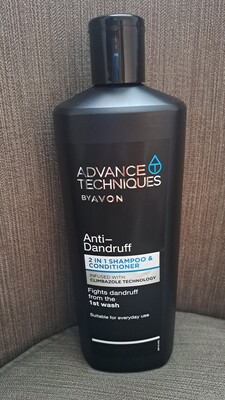 ADVANCE
TECHNIQUES
BY AVON
Anti-
Dandruff
2 IN 1 SHAMPOO &
CONDITIONER
INFUSED WITH
CLIMBAZOLE TECHNOLOGY
Fights dandruff
from the
1st wash
Suitable for everyday use